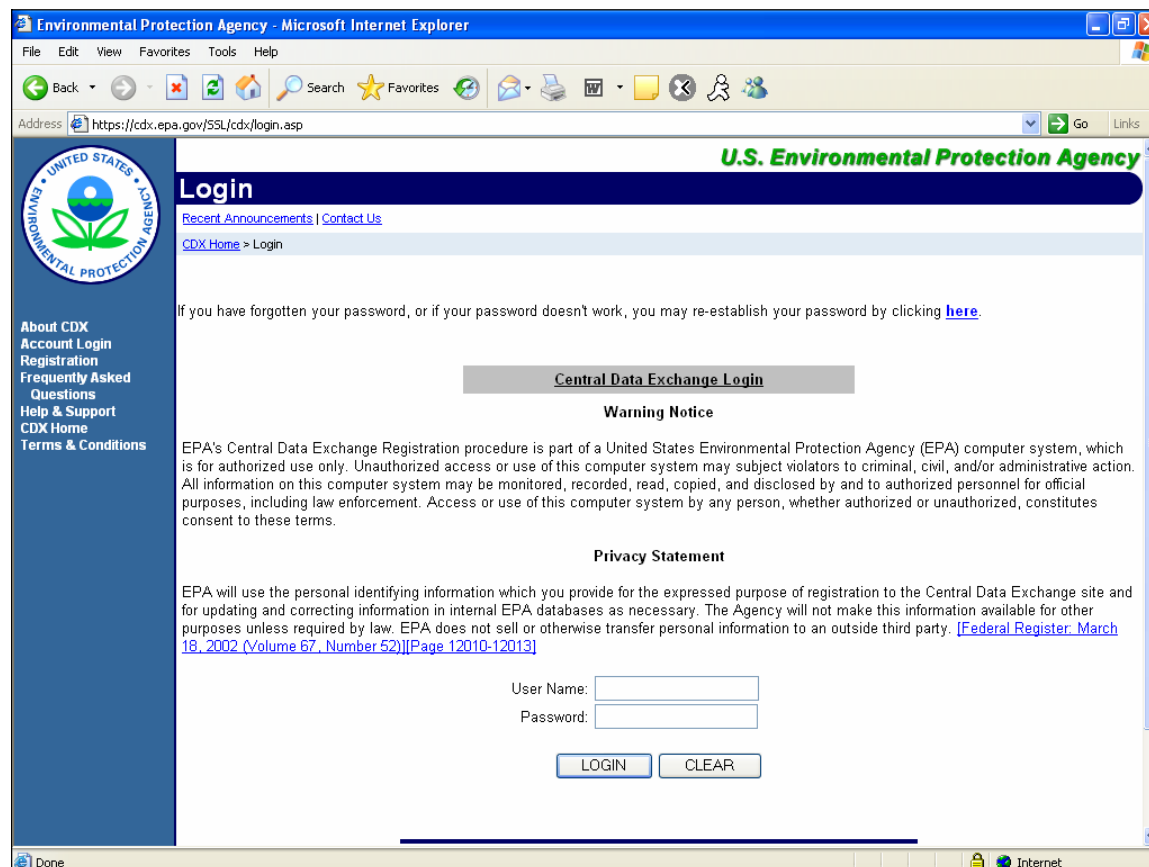 Environmental Protection Agency - Microsoft Internet Explorer
File Edit View Favorites Tools Help
Back Search Favorites
Address https://cdx.epa.gov/SSL/cdx/login.asp Go Links
UNITED STATES ENVIRONMENTAL PROTECTION AGENCY
U.S. Environmental Protection Agency
Login
Recent Announcements | Contact Us
CDX Home > Login
About CDX
Account Login
Registration
Frequently Asked
Questions
Help & Support
CDX Home
Terms & Conditions
If you have forgotten your password, or if your password doesn't work, you may re-establish your password by clicking here.
Central Data Exchange Login
Warning Notice
EPA's Central Data Exchange Registration procedure is part of a United States Environmental Protection Agency (EPA) computer system, which
is for authorized use only. Unauthorized access or use of this computer system may subject violators to criminal, civil, and/or administrative action.
All information on this computer system may be monitored, recorded, read, copied, and disclosed by and to authorized personnel for official
purposes, including law enforcement. Access or use of this computer system by any person, whether authorized or unauthorized, constitutes
consent to these terms.
Privacy Statement
EPA will use the personal identifying information which you provide for the expressed purpose of registration to the Central Data Exchange site and
for updating and correcting information in internal EPA databases as necessary. The Agency will not make this information available for other
purposes unless required by law. EPA does not sell or otherwise transfer personal information to an outside third party. [Federal Register: March
18, 2002 (Volume 67, Number 52)][Page 12010-12013]
User Name:
Password:
LOGIN CLEAR
Done Internet